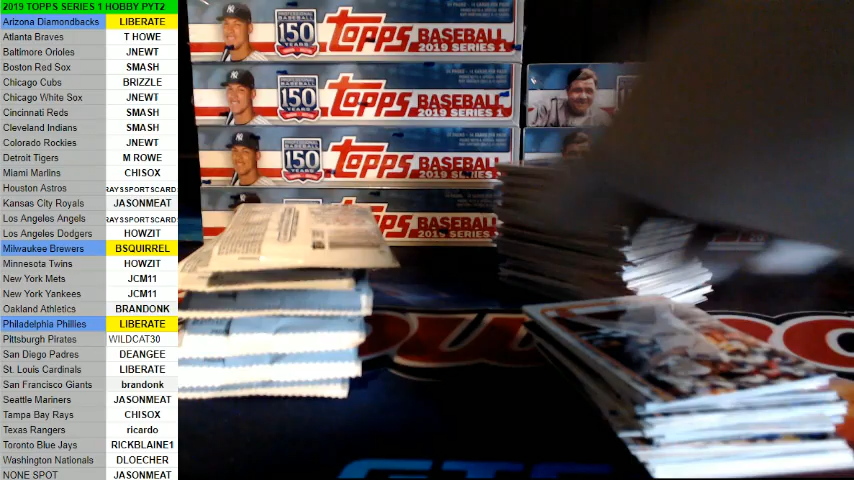 2019 TOPPS SERIES 1 HOBBY PYT2
Arizona Diamondbacks LIBERATE
Atlanta Braves T HOWE
Baltimore Orioles JNEWT
Boston Red Sox SMASH
Chicago Cubs BRIZZLE
Chicago White Sox JNEWT
Cincinnati Reds SMASH
Cleveland Indians SMASH
Colorado Rockies JNEWT
Detroit Tigers M ROWE
Miami Marlins CHISOX
Houston Astros RAYSSPORTSCARD
Kansas City Royals JASONMEAT
Los Angeles Angels RAYSSPORTSCARD
Los Angeles Dodgers HOWZIT
Milwaukee Brewers BSQUIRREL
Minnesota Twins HOWZIT
New York Mets JCM11
New York Yankees JCM11
Oakland Athletics BRANDONK
Philadelphia Phillies LIBERATE
Pittsburgh Pirates WILDCAT30
San Diego Padres DEANGEE
St. Louis Cardinals LIBERATE
San Francisco Giants brandonk
Seattle Mariners JASONMEAT
Tampa Bay Rays CHISOX
Texas Rangers ricardo
Toronto Blue Jays RICKBLAINE1
Washington Nationals DLOECHER
NONE SPOT JASONMEAT
150 YEARS topps BASEBALL
2019 SERIES 1
150 YEARS topps BASEBALL
2019 SERIES 1
150 topps BASEBALL
2019 SERIES 1
topps BASEBALL
2019 SERIES 1